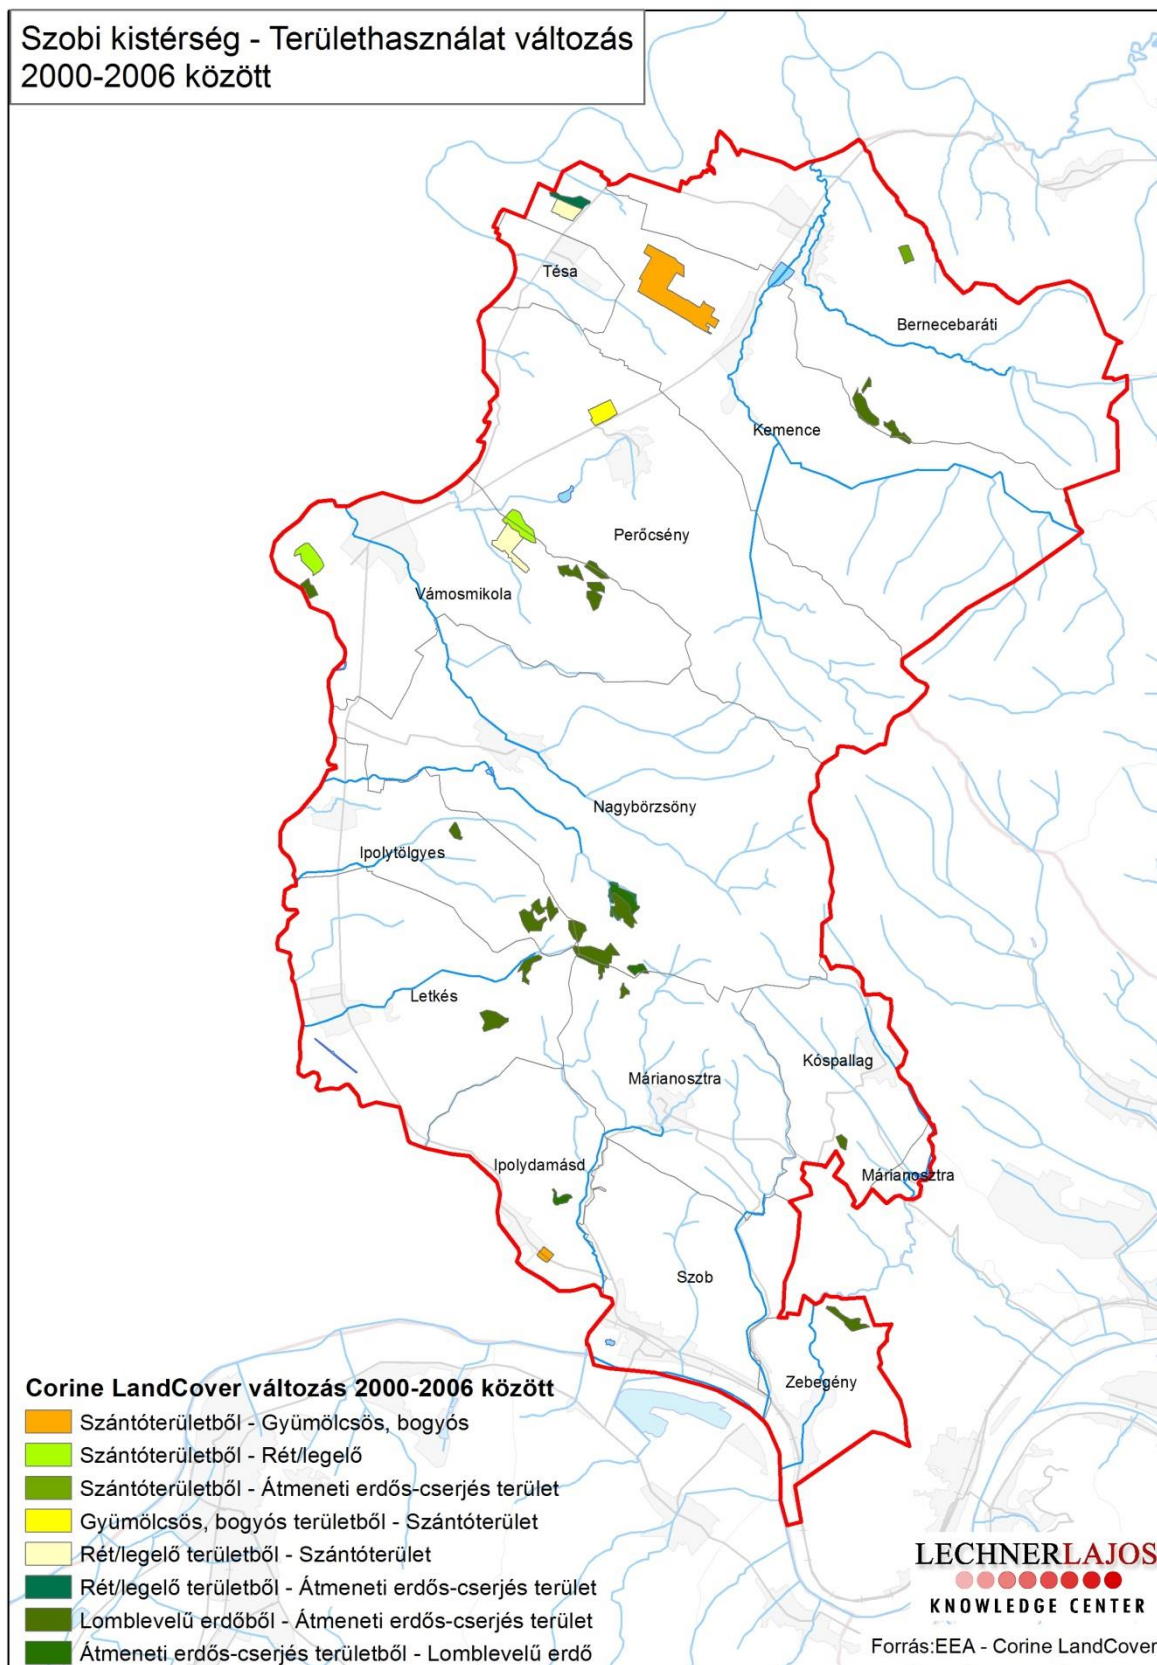 Szobi kistérség - Területhasználat változás
2000-2006 között
Tésa
Bernecebaráti
Kemence
Perőcsény
Vámosmikola
Nagybörzsöny
Ipolytölgyes
Letkés
Kóspallag
Márianosztra
Ipolydamásd
Márianosztra
Szob
Zebegény
Corine LandCover változás 2000-2006 között
Szántóterületből - Gyümölcsös, bogyós
Szántóterületből - Rét/legelő
Szántóterületből - Átmeneti erdős-cserjés terület
Gyümölcsös, bogyós területből - Szántóterület
Rét/legelő területből - Szántóterület
Rét/legelő területből - Átmeneti erdős-cserjés terület
Lomblevelű erdőből - Átmeneti erdős-cserjés terület
Átmeneti erdős-cserjés területből - Lomblevelű erdő
LECHNERLAJOS
KNOWLEDGE CENTER
Forrás:EEA - Corine LandCover